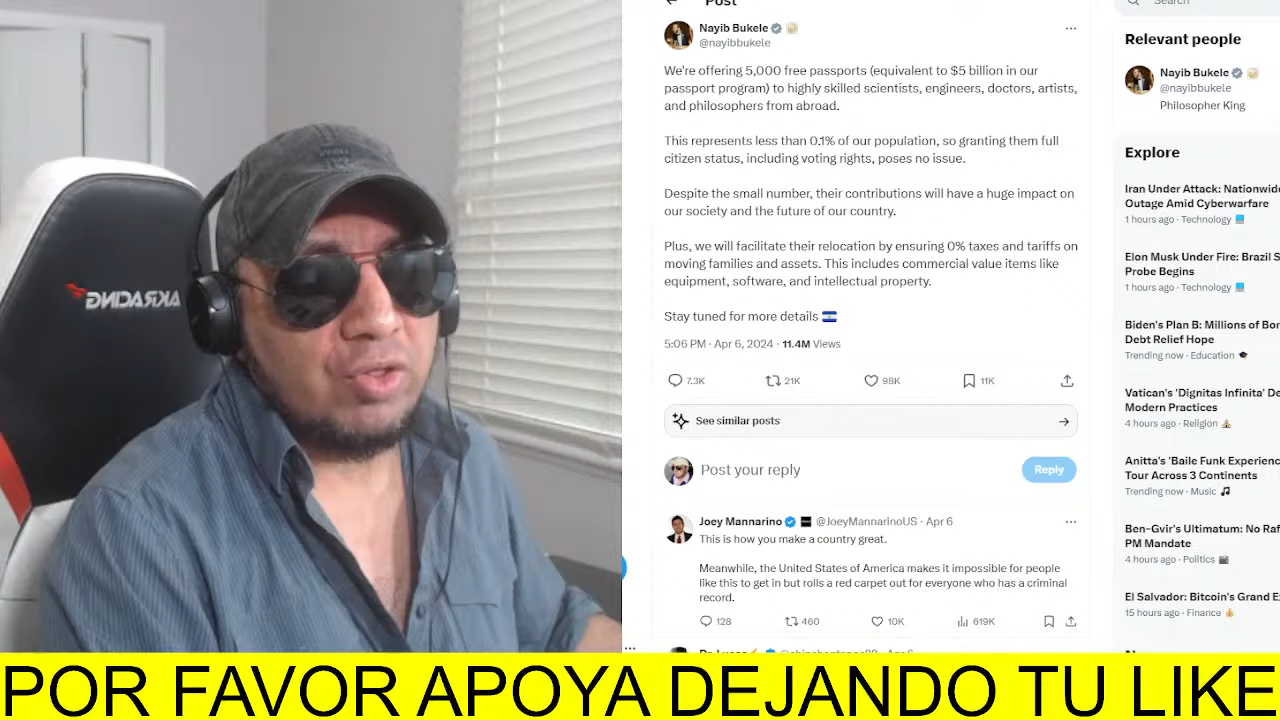 Post
Search
Nayib Bukele
@nayibbukele
We're offering 5,000 free passports (equivalent to $5 billion in our
passport program) to highly skilled scientists, engineers, doctors, artists,
and philosophers from abroad.
This represents less than 0.1% of our population, so granting them full
citizen status, including voting rights, poses no issue.
Despite the small number, their contributions will have a huge impact on
our society and the future of our country.
Plus, we will facilitate their relocation by ensuring 0% taxes and tariffs on
moving families and assets. This includes commercial value items like
equipment, software, and intellectual property.
Stay tuned for more details
5:06 PM · Apr 6, 2024 · 11.4M Views
7.3K 21K 98K 11K
See similar posts
Post your reply
Reply
Joey Mannarino @JoeyMannarinoUS · Apr 6
This is how you make a country great.
Meanwhile, the United States of America makes it impossible for people
like this to get in but rolls a red carpet out for everyone who has a criminal
record.
128 460 10K 619K
Relevant people
Nayib Bukele
@nayibbukele
Philosopher King
Explore
Iran Under Attack: Nationwide
Outage Amid Cyberwarfare
1 hours ago · Technology
Elon Musk Under Fire: Brazil S
Probe Begins
1 hours ago · Technology
Biden's Plan B: Millions of Bor
Debt Relief Hope
Trending now · Education
Vatican's 'Dignitas Infinita' De
Modern Practices
4 hours ago · Religion
Anitta's 'Baile Funk Experienc
Tour Across 3 Continents
Trending now · Music
Ben-Gvir's Ultimatum: No Raf
PM Mandate
4 hours ago · Politics
El Salvador: Bitcoin's Grand E
15 hours ago · Finance
AKRACING
POR FAVOR APOYA DEJANDO TU LIKE